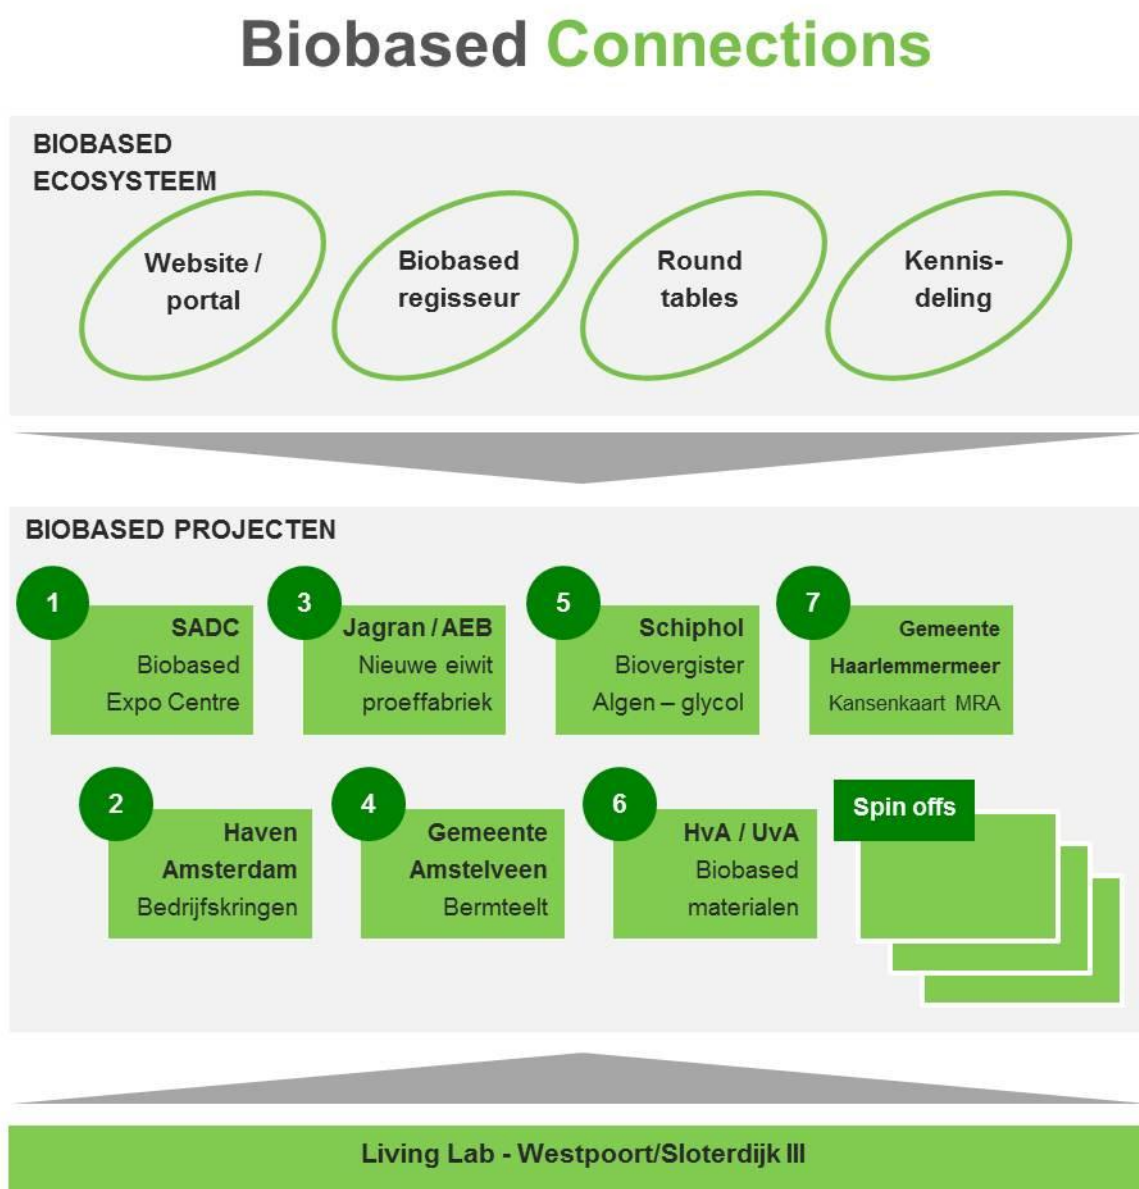 Biobased Connections
BIOBASED
ECOSYSTEEM
Website /
portal
Biobased
regisseur
Round
tables
Kennis-
deling
BIOBASED PROJECTEN
1
SADC
Biobased
Expo Centre
3
Jagran / AEB
Nieuwe eiwit
proeffabriek
5
Schiphol
Biovergister
Algen – glycol
7
Gemeente
Haarlemmermeer
Kansenkaart MRA
2
Haven
Amsterdam
Bedrijfskringen
4
Gemeente
Amstelveen
Bermteelt
6
HvA / UvA
Biobased
materialen
Spin offs
Living Lab - Westpoort/Sloterdijk III